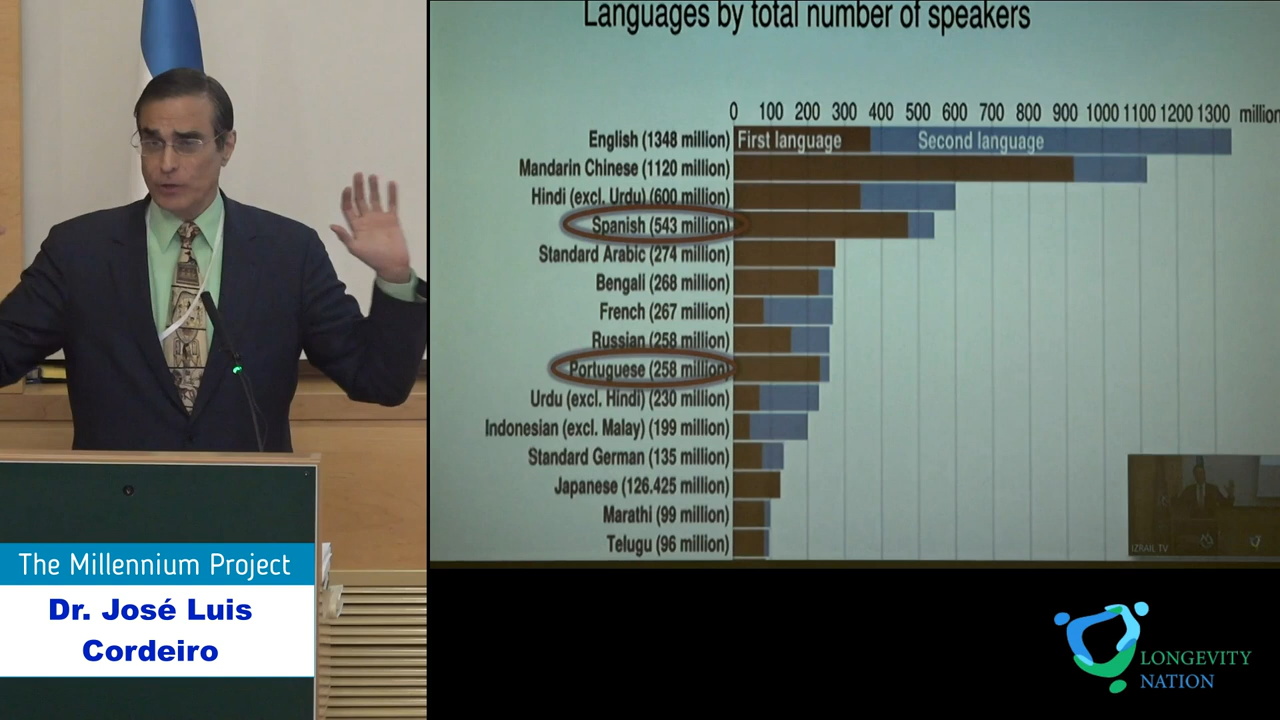 Languages by total number of speakers
0 100 200 300 400 500 600 700 800 900 1000 1100 1200 1300 million
English (1348 million)
First language
Second language
Mandarin Chinese (1120 million)
Hindi (excl. Urdu) (600 million)
Spanish (543 million)
Standard Arabic (274 million)
Bengali (268 million)
French (267 million)
Russian (258 million)
Portuguese (258 million)
Urdu (excl. Hindi) (230 million)
Indonesian (excl. Malay) (199 million)
Standard German (135 million)
Japanese (126.425 million)
Marathi (99 million)
Telugu (96 million)
IZRAIL TV
The Millennium Project
Dr. José Luis
Cordeiro
LONGEVITY
NATION